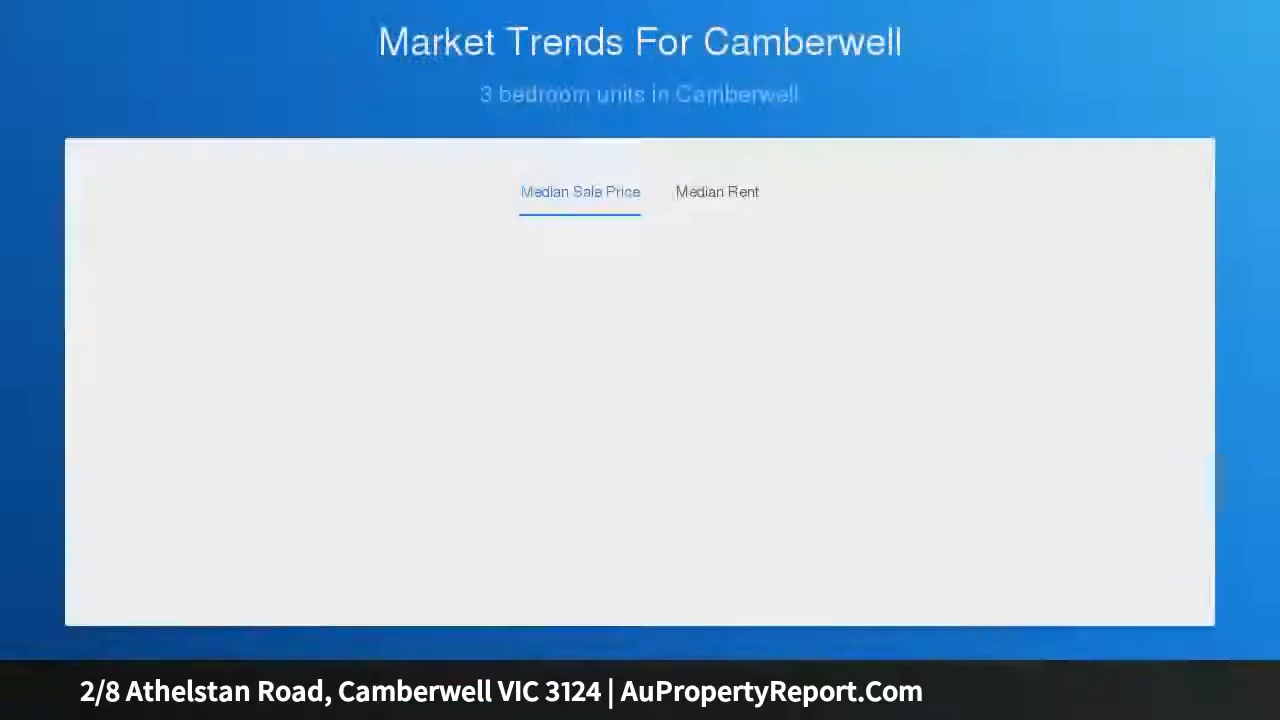 Market Trends For Camberwell
3 bedroom units in Camberwell
Median Sale Price Median Rent
2/8 Athelstan Road, Camberwell VIC 3124 | AuPropertyReport.Com